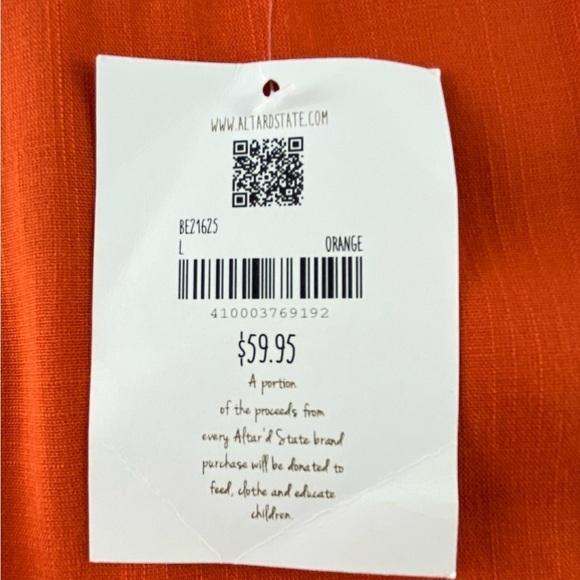 WWW.ALTARDSTATE.COM
BE21625
L ORANGE
410003769192
$59.95
A portion
of the proceeds from
every Altar'd State brand
purchase will be donated to
feed, clothe and educate
children.